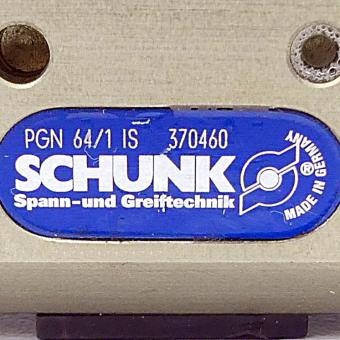 PGN 64/1 IS 370460
SCHUNK ®
Spann-und Greiftechnik
MADE IN GERMANY